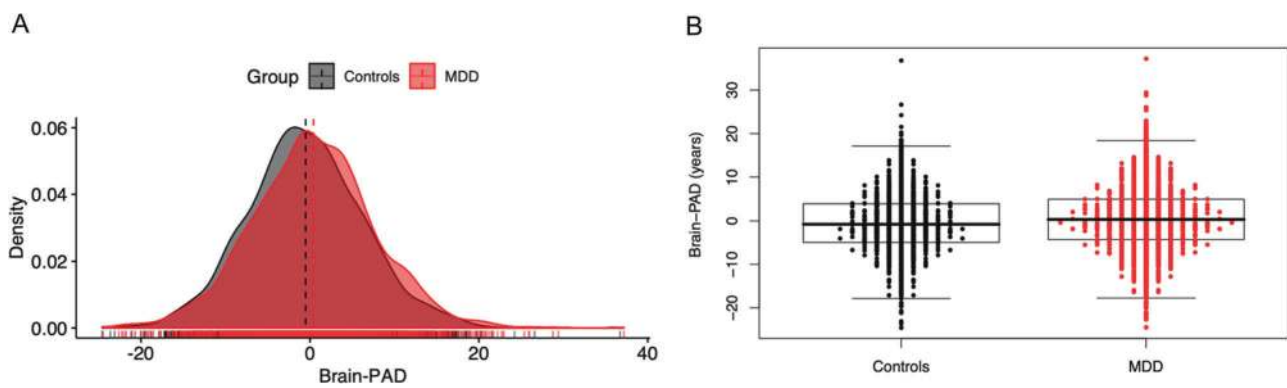 A
Group Controls MDD
0.06
0.04
0.02
0.00
Density
-20 0 20 40
Brain-PAD
B
30
20
10
0
−10
−20
Brain−PAD (years)
Controls MDD